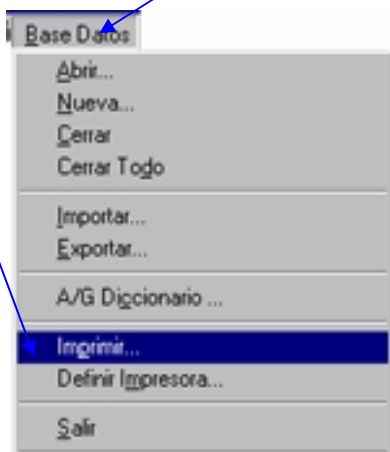 Base Datos
Abrir...
Nueva...
Cerrar
Cerrar Todo
Importar...
Exportar...
A/G Diccionario ...
Imprimir...
Definir Impresora...
Salir